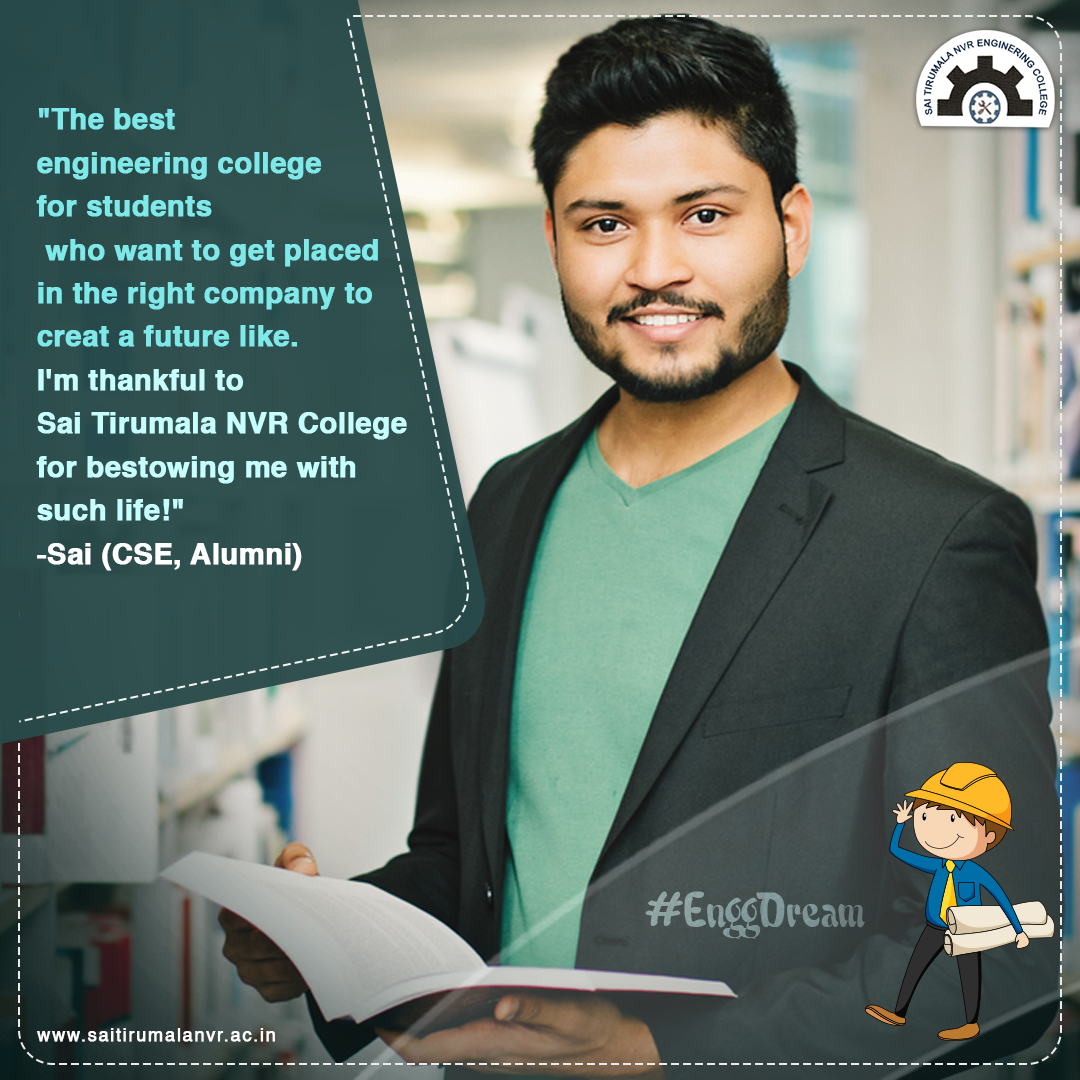 SAI TIRUMALA NVR ENGINERING COLLEGE
"The best
engineering college
for students
who want to get placed
in the right company to
creat a future like.
I'm thankful to
Sai Tirumala NVR College
for bestowing me with
such life!"
-Sai (CSE, Alumni)
#EnggDream
www.saitirumalanvr.ac.in